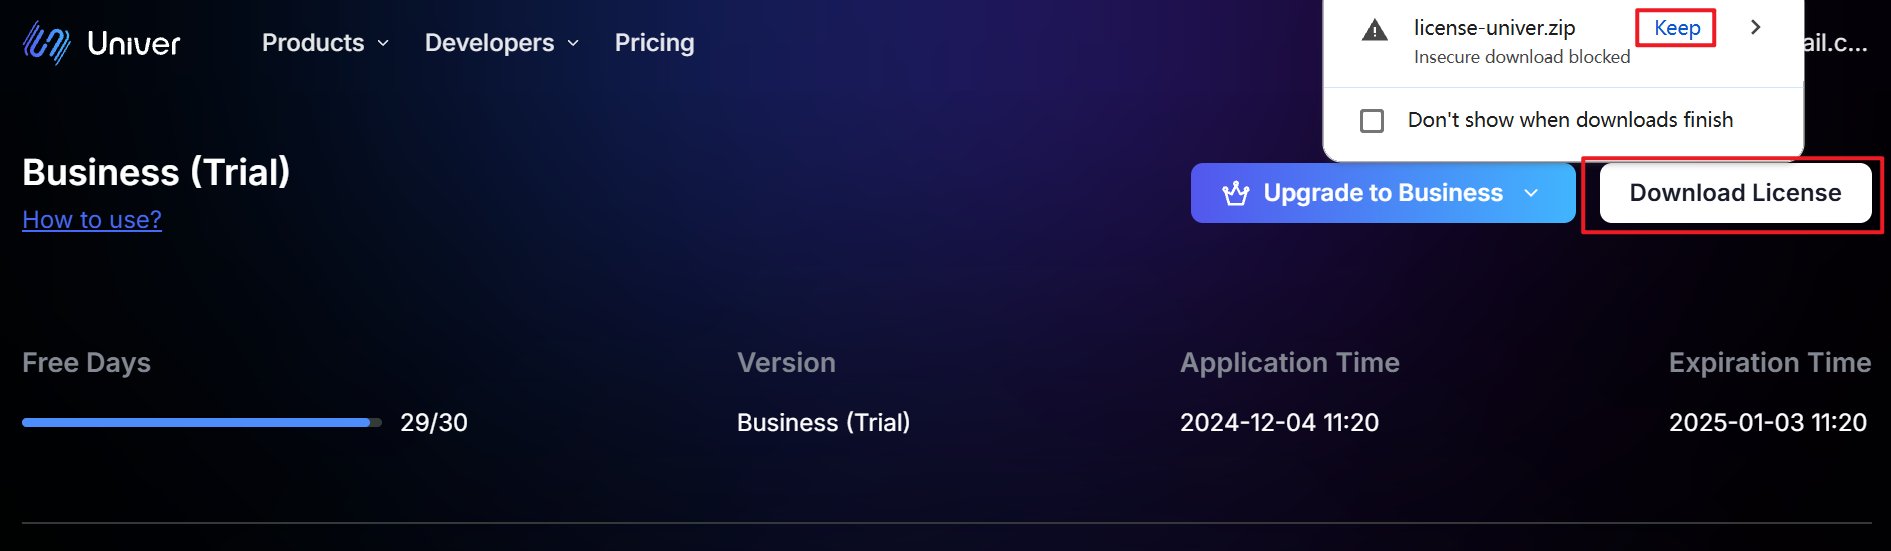 Univer
Products
Developers
Pricing
license-univer.zip
Keep
Insecure download blocked
ail.c...
Don't show when downloads finish
Business (Trial)
How to use?
Upgrade to Business
Download License
Free Days
Version
Application Time
Expiration Time
29/30
Business (Trial)
2024-12-04 11:20
2025-01-03 11:20